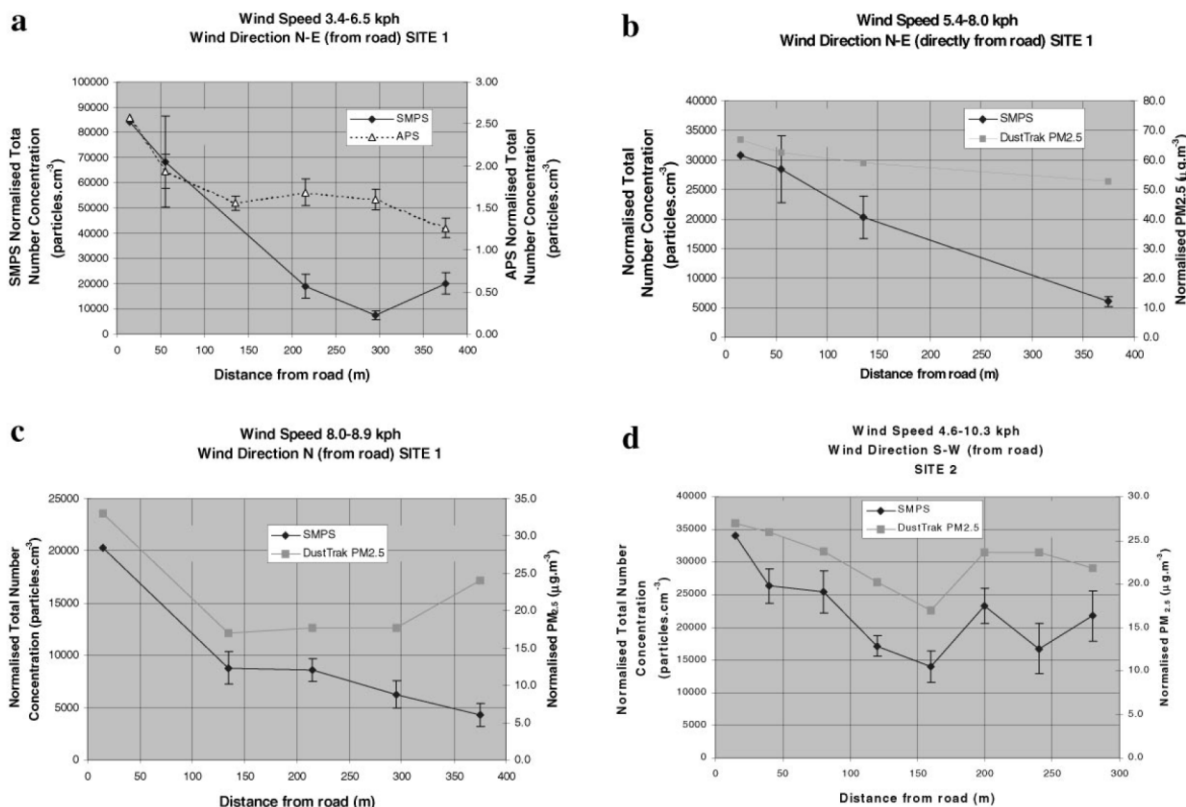 a
Wind Speed 3.4-6.5 kph
Wind Direction N-E (from road) SITE 1
SMPS Normalised Tota
Number Concentration
(particles.cm⁻³)
100000
90000
80000
70000
60000
50000
40000
30000
20000
10000
0
SMPS
APS
3.00
2.50
2.00
1.50
1.00
0.50
0.00
APS Normalised Total
Number Concentration
(particles.cm⁻³)
0 50 100 150 200 250 300 350 400
Distance from road (m)
b
Wind Speed 5.4-8.0 kph
Wind Direction N-E (directly from road) SITE 1
Normalised Total
Number Concentration
(particles.cm⁻³)
40000
35000
30000
25000
20000
15000
10000
5000
0
SMPS
DustTrak PM2.5
80.0
70.0
60.0
50.0
40.0
30.0
20.0
10.0
0.0
Normalised PM2.5 (µg.m⁻³)
0 50 100 150 200 250 300 350 400
Distance from road (m)
c
Wind Speed 8.0-8.9 kph
Wind Direction N (from road) SITE 1
Normalised Total Number
Concentration (particles.cm⁻³)
25000
20000
15000
10000
5000
0
SMPS
DustTrak PM2.5
35.0
30.0
25.0
20.0
15.0
10.0
5.0
0.0
Normalised PM₂.₅ (µg.m⁻³)
0 50 100 150 200 250 300 350 400
Distance from road (m)
d
Wind Speed 4.6-10.3 kph
Wind Direction S-W (from road)
SITE 2
Normalised Total Number
Concentration
(particles.cm⁻³)
40000
35000
30000
25000
20000
15000
10000
5000
0
SMPS
DustTrak PM2.5
30.0
25.0
20.0
15.0
10.0
5.0
0.0
Normalised PM₂.₅ (µg.m⁻³)
0 50 100 150 200 250 300
Distance from road (m)